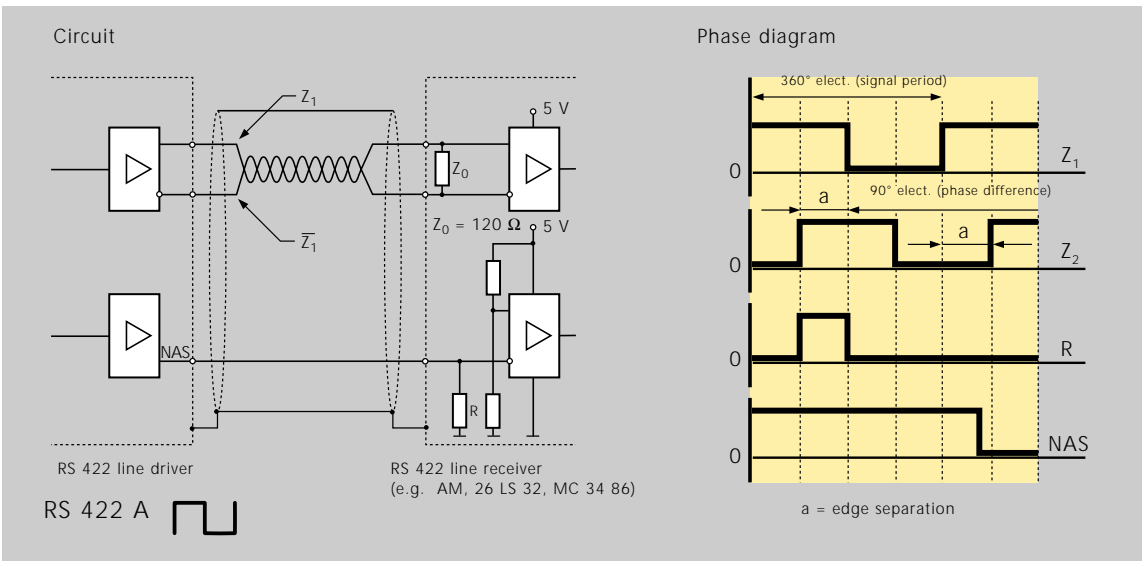 Circuit
Z1
Z̅1
5 V
Z0
Z0 = 120 Ω
5 V
NAS
R
RS 422 line driver
RS 422 line receiver
(e.g. AM, 26 LS 32, MC 34 86)
RS 422 A
Phase diagram
360° elect. (signal period)
0
Z1
90° elect. (phase difference)
a
a
0
Z2
0
R
0
NAS
a = edge separation